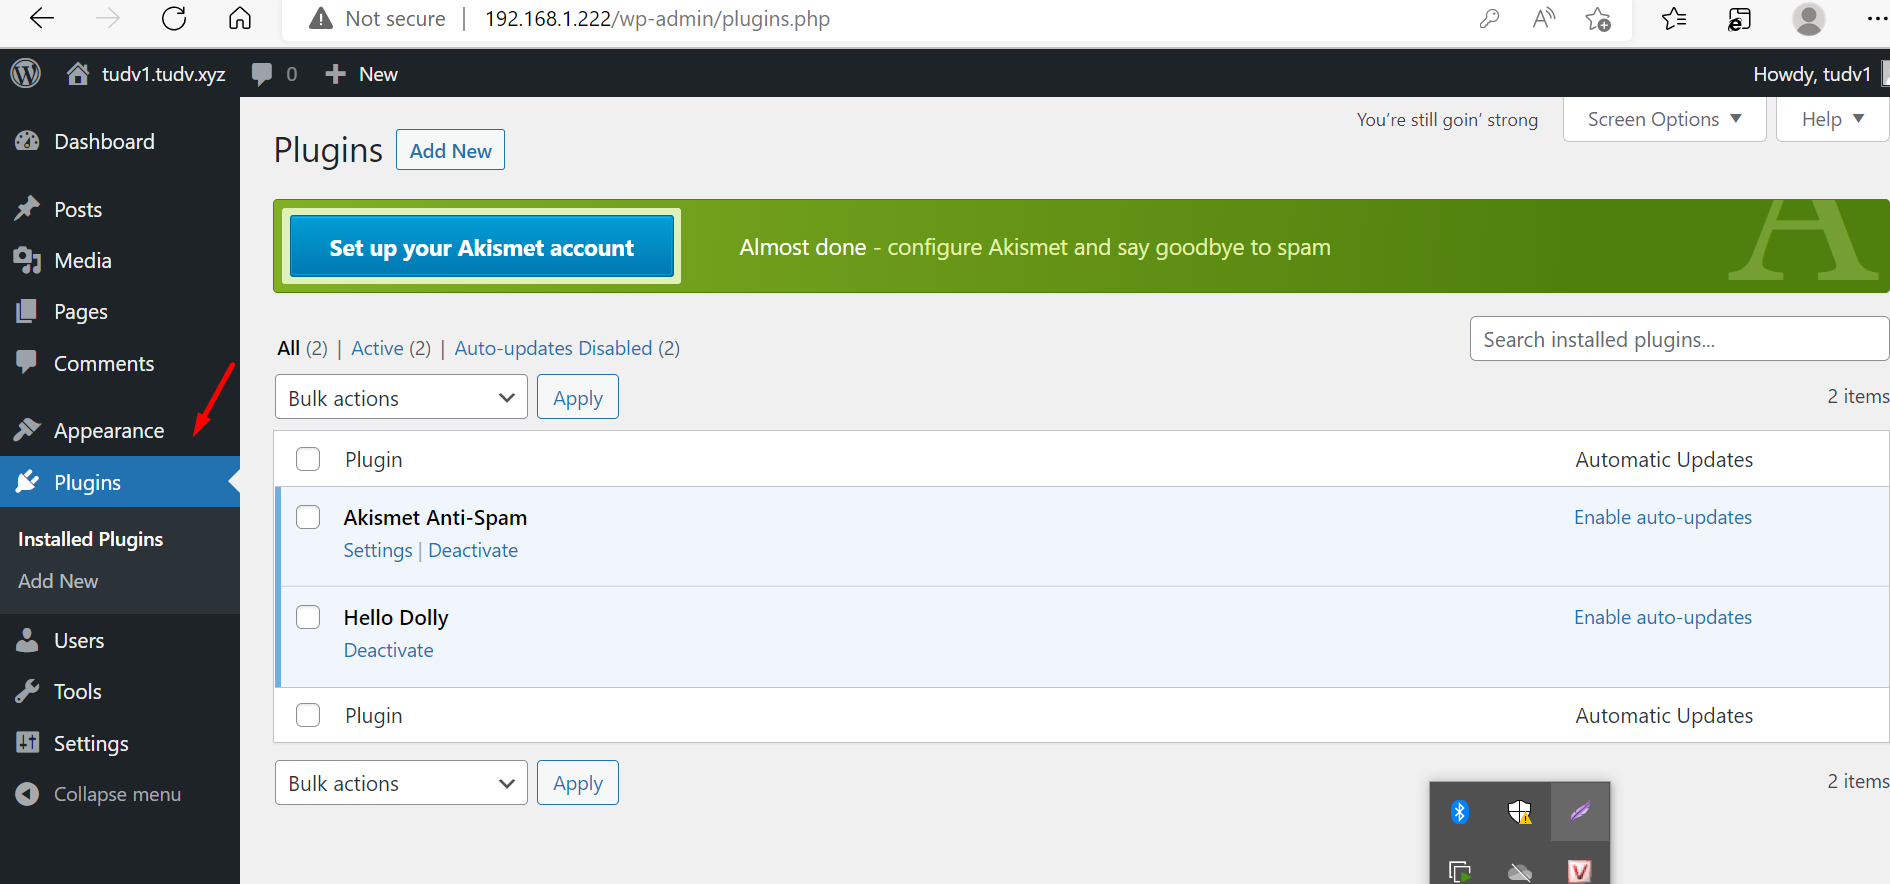 Not secure | 192.168.1.222/wp-admin/plugins.php
tudv1.tudv.xyz 0 New
Howdy, tudv1
Dashboard
Posts
Media
Pages
Comments
Appearance
Plugins
Installed Plugins
Add New
Users
Tools
Settings
Collapse menu
You’re still goin’ strong
Screen Options
Help
Plugins Add New
Set up your Akismet account
Almost done - configure Akismet and say goodbye to spam
All (2) | Active (2) | Auto-updates Disabled (2)
Search installed plugins...
Bulk actions Apply
2 items
Plugin Automatic Updates
Akismet Anti-Spam Enable auto-updates
Settings | Deactivate
Hello Dolly Enable auto-updates
Deactivate
Plugin Automatic Updates
Bulk actions Apply
2 items